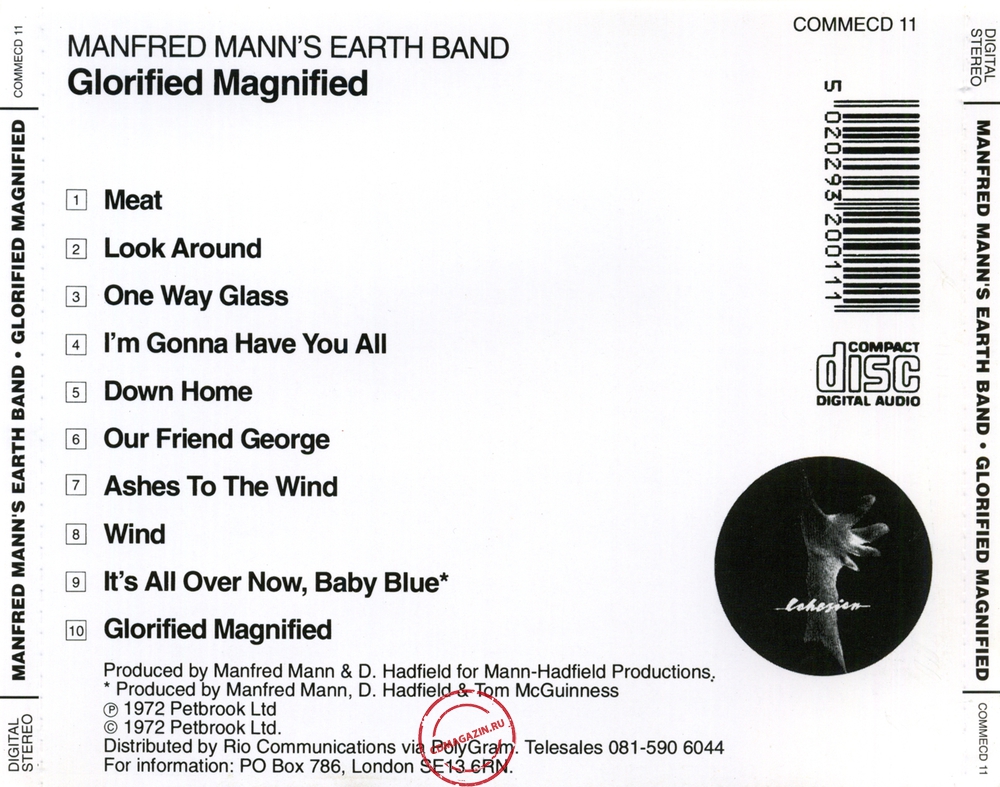 COMMECD 11
MANFRED MANN'S EARTH BAND • GLORIFIED MAGNIFIED
DIGITAL STEREO
MANFRED MANN'S EARTH BAND
Glorified Magnified
1 Meat
2 Look Around
3 One Way Glass
4 I'm Gonna Have You All
5 Down Home
6 Our Friend George
7 Ashes To The Wind
8 Wind
9 It's All Over Now, Baby Blue*
10 Glorified Magnified
Produced by Manfred Mann & D. Hadfield for Mann-Hadfield Productions.
* Produced by Manfred Mann, D. Hadfield & Tom McGuinness
℗ 1972 Petbrook Ltd
© 1972 Petbrook Ltd.
Distributed by Rio Communications via PolyGram. Telesales 081-590 6044
For information: PO Box 786, London SE13 6RN.
CDMAGAZIN.RU
COMMECD 11
5 020293 200111
COMPACT
disc
DIGITAL AUDIO
Cohesion
DIGITAL STEREO
MANFRED MANN'S EARTH BAND • GLORIFIED MAGNIFIED
COMMECD 11